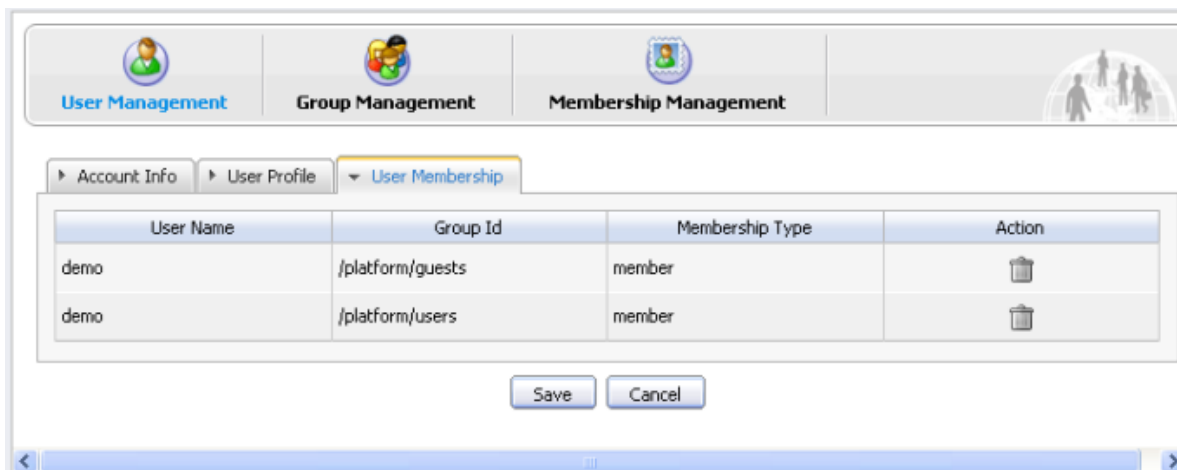 User Management Group Management Membership Management
Account Info User Profile User Membership
User Name Group Id Membership Type Action
demo /platform/guests member
demo /platform/users member
Save Cancel